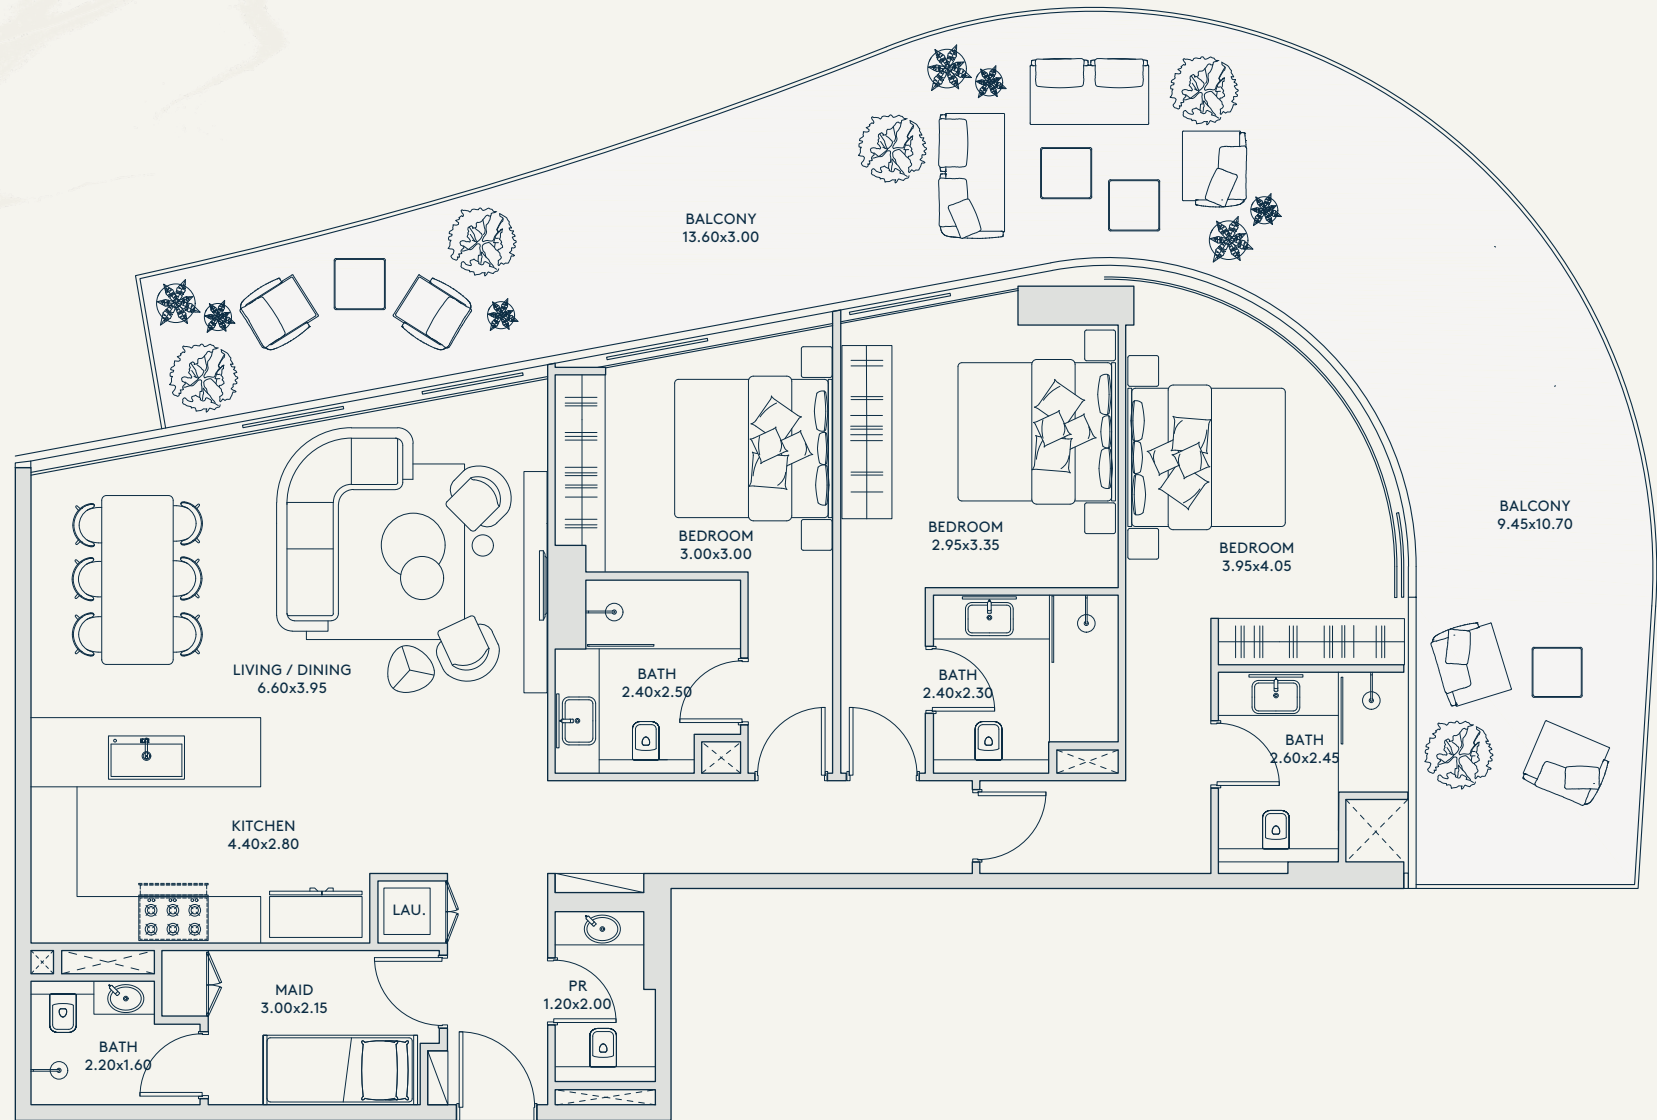 BALCONY
13.60x3.00
BALCONY
9.45x10.70
BEDROOM
3.00x3.00
BEDROOM
2.95x3.35
BEDROOM
3.95x4.05
LIVING / DINING
6.60x3.95
BATH
2.40x2.50
BATH
2.40x2.30
BATH
2.60x2.45
KITCHEN
4.40x2.80
LAU.
MAID
3.00x2.15
PR
1.20x2.00
BATH
2.20x1.60